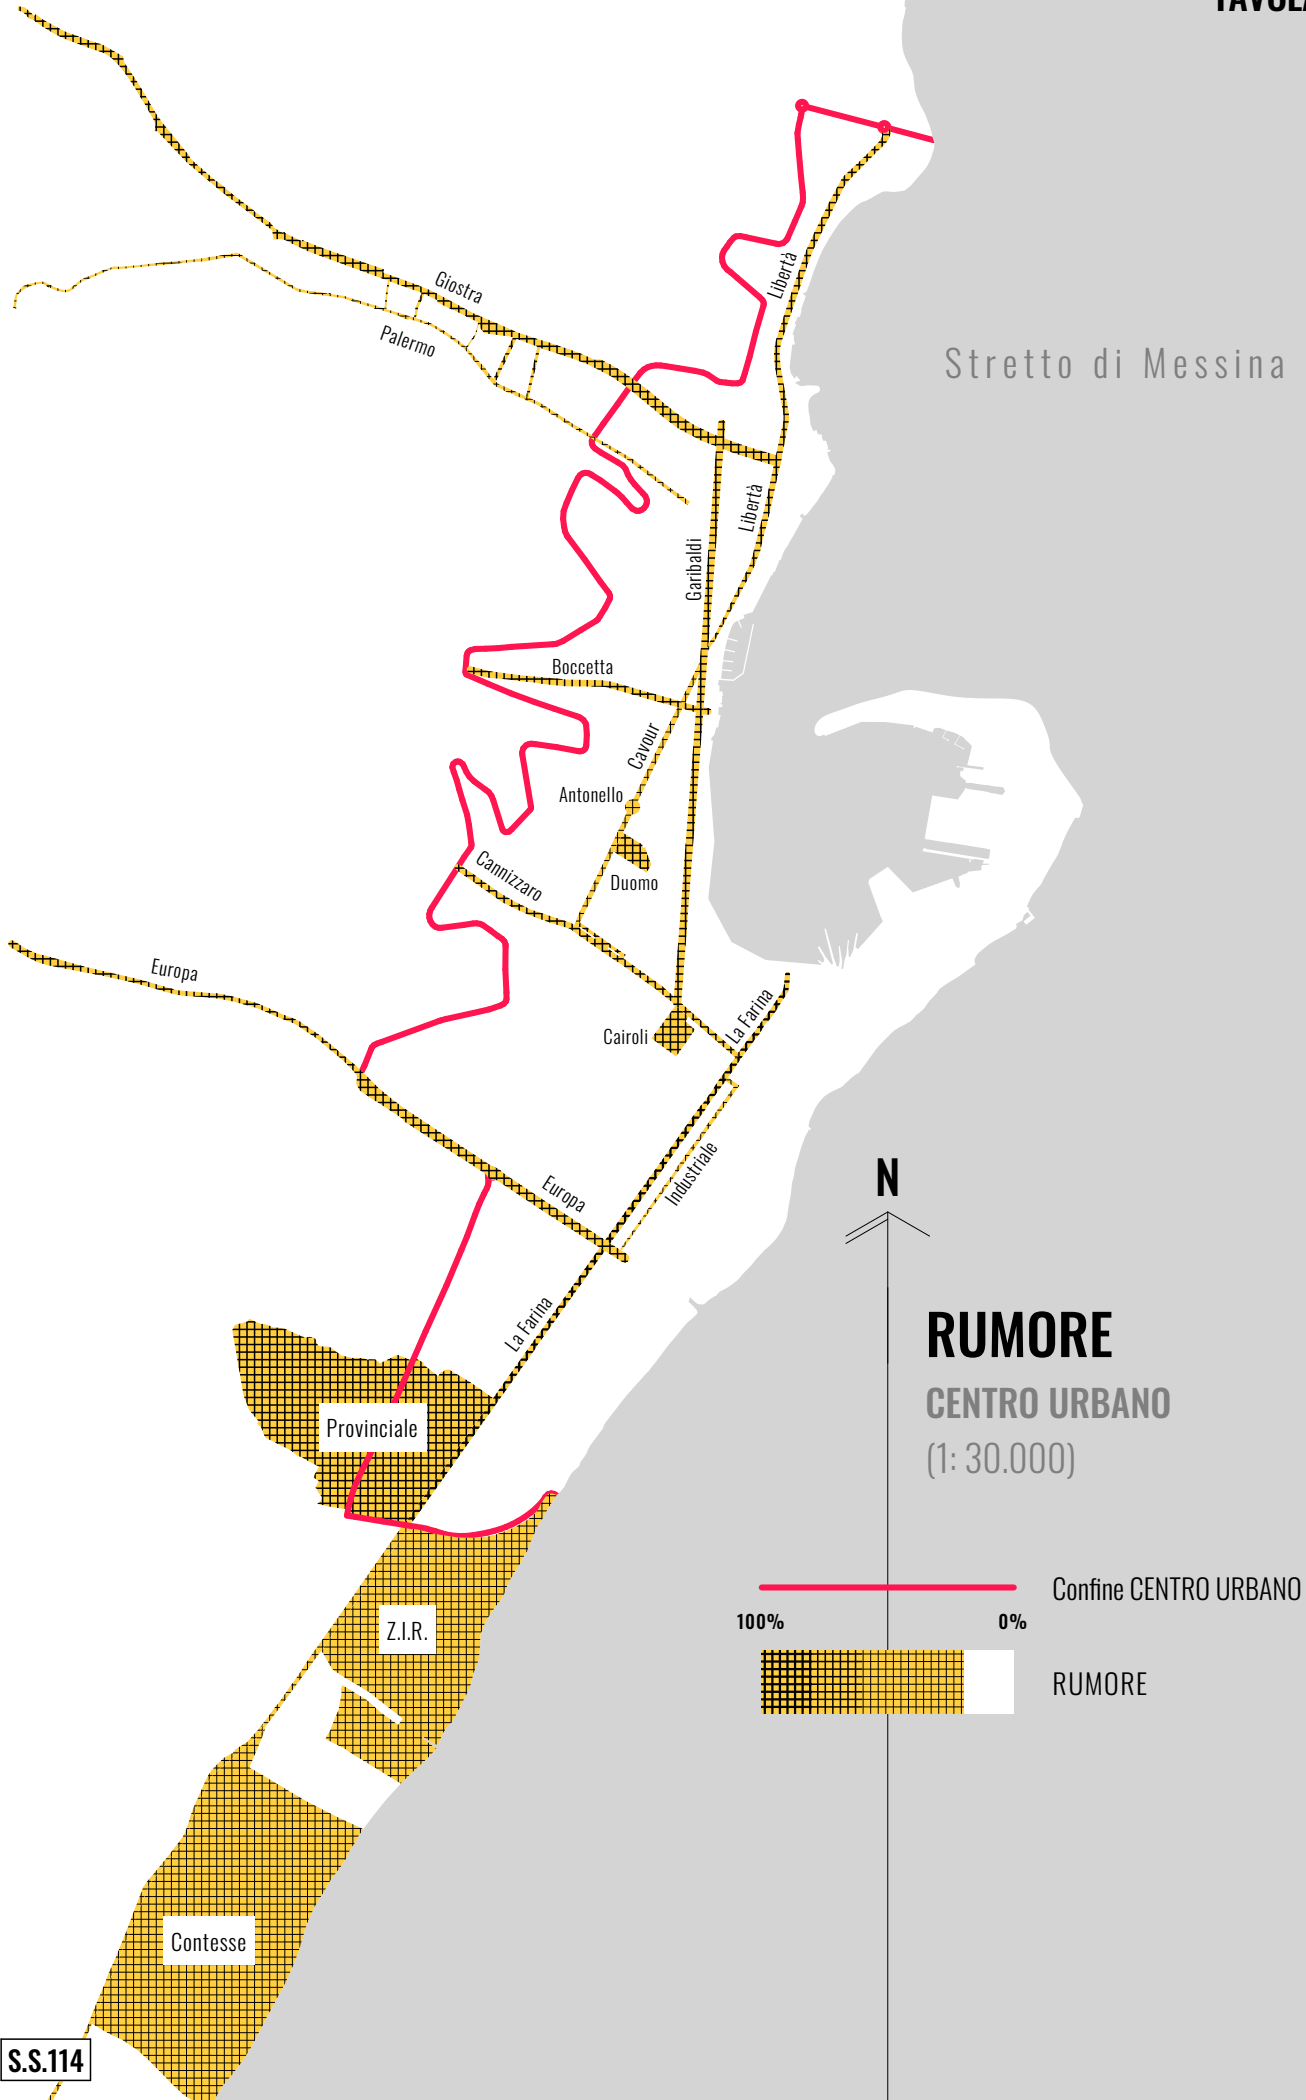 Giostra
Palermo
Libertà
Stretto di Messina
Libertà
Garibaldi
Boccetta
Cavour
Antonello
Cannizzaro
Duomo
Europa
La Farina
Cairoli
Industriale
N
Europa
La Farina
RUMORE
CENTRO URBANO
(1: 30.000)
Provinciale
Confine CENTRO URBANO
100% 0%
Z.I.R.
RUMORE
Contesse
S.S.114